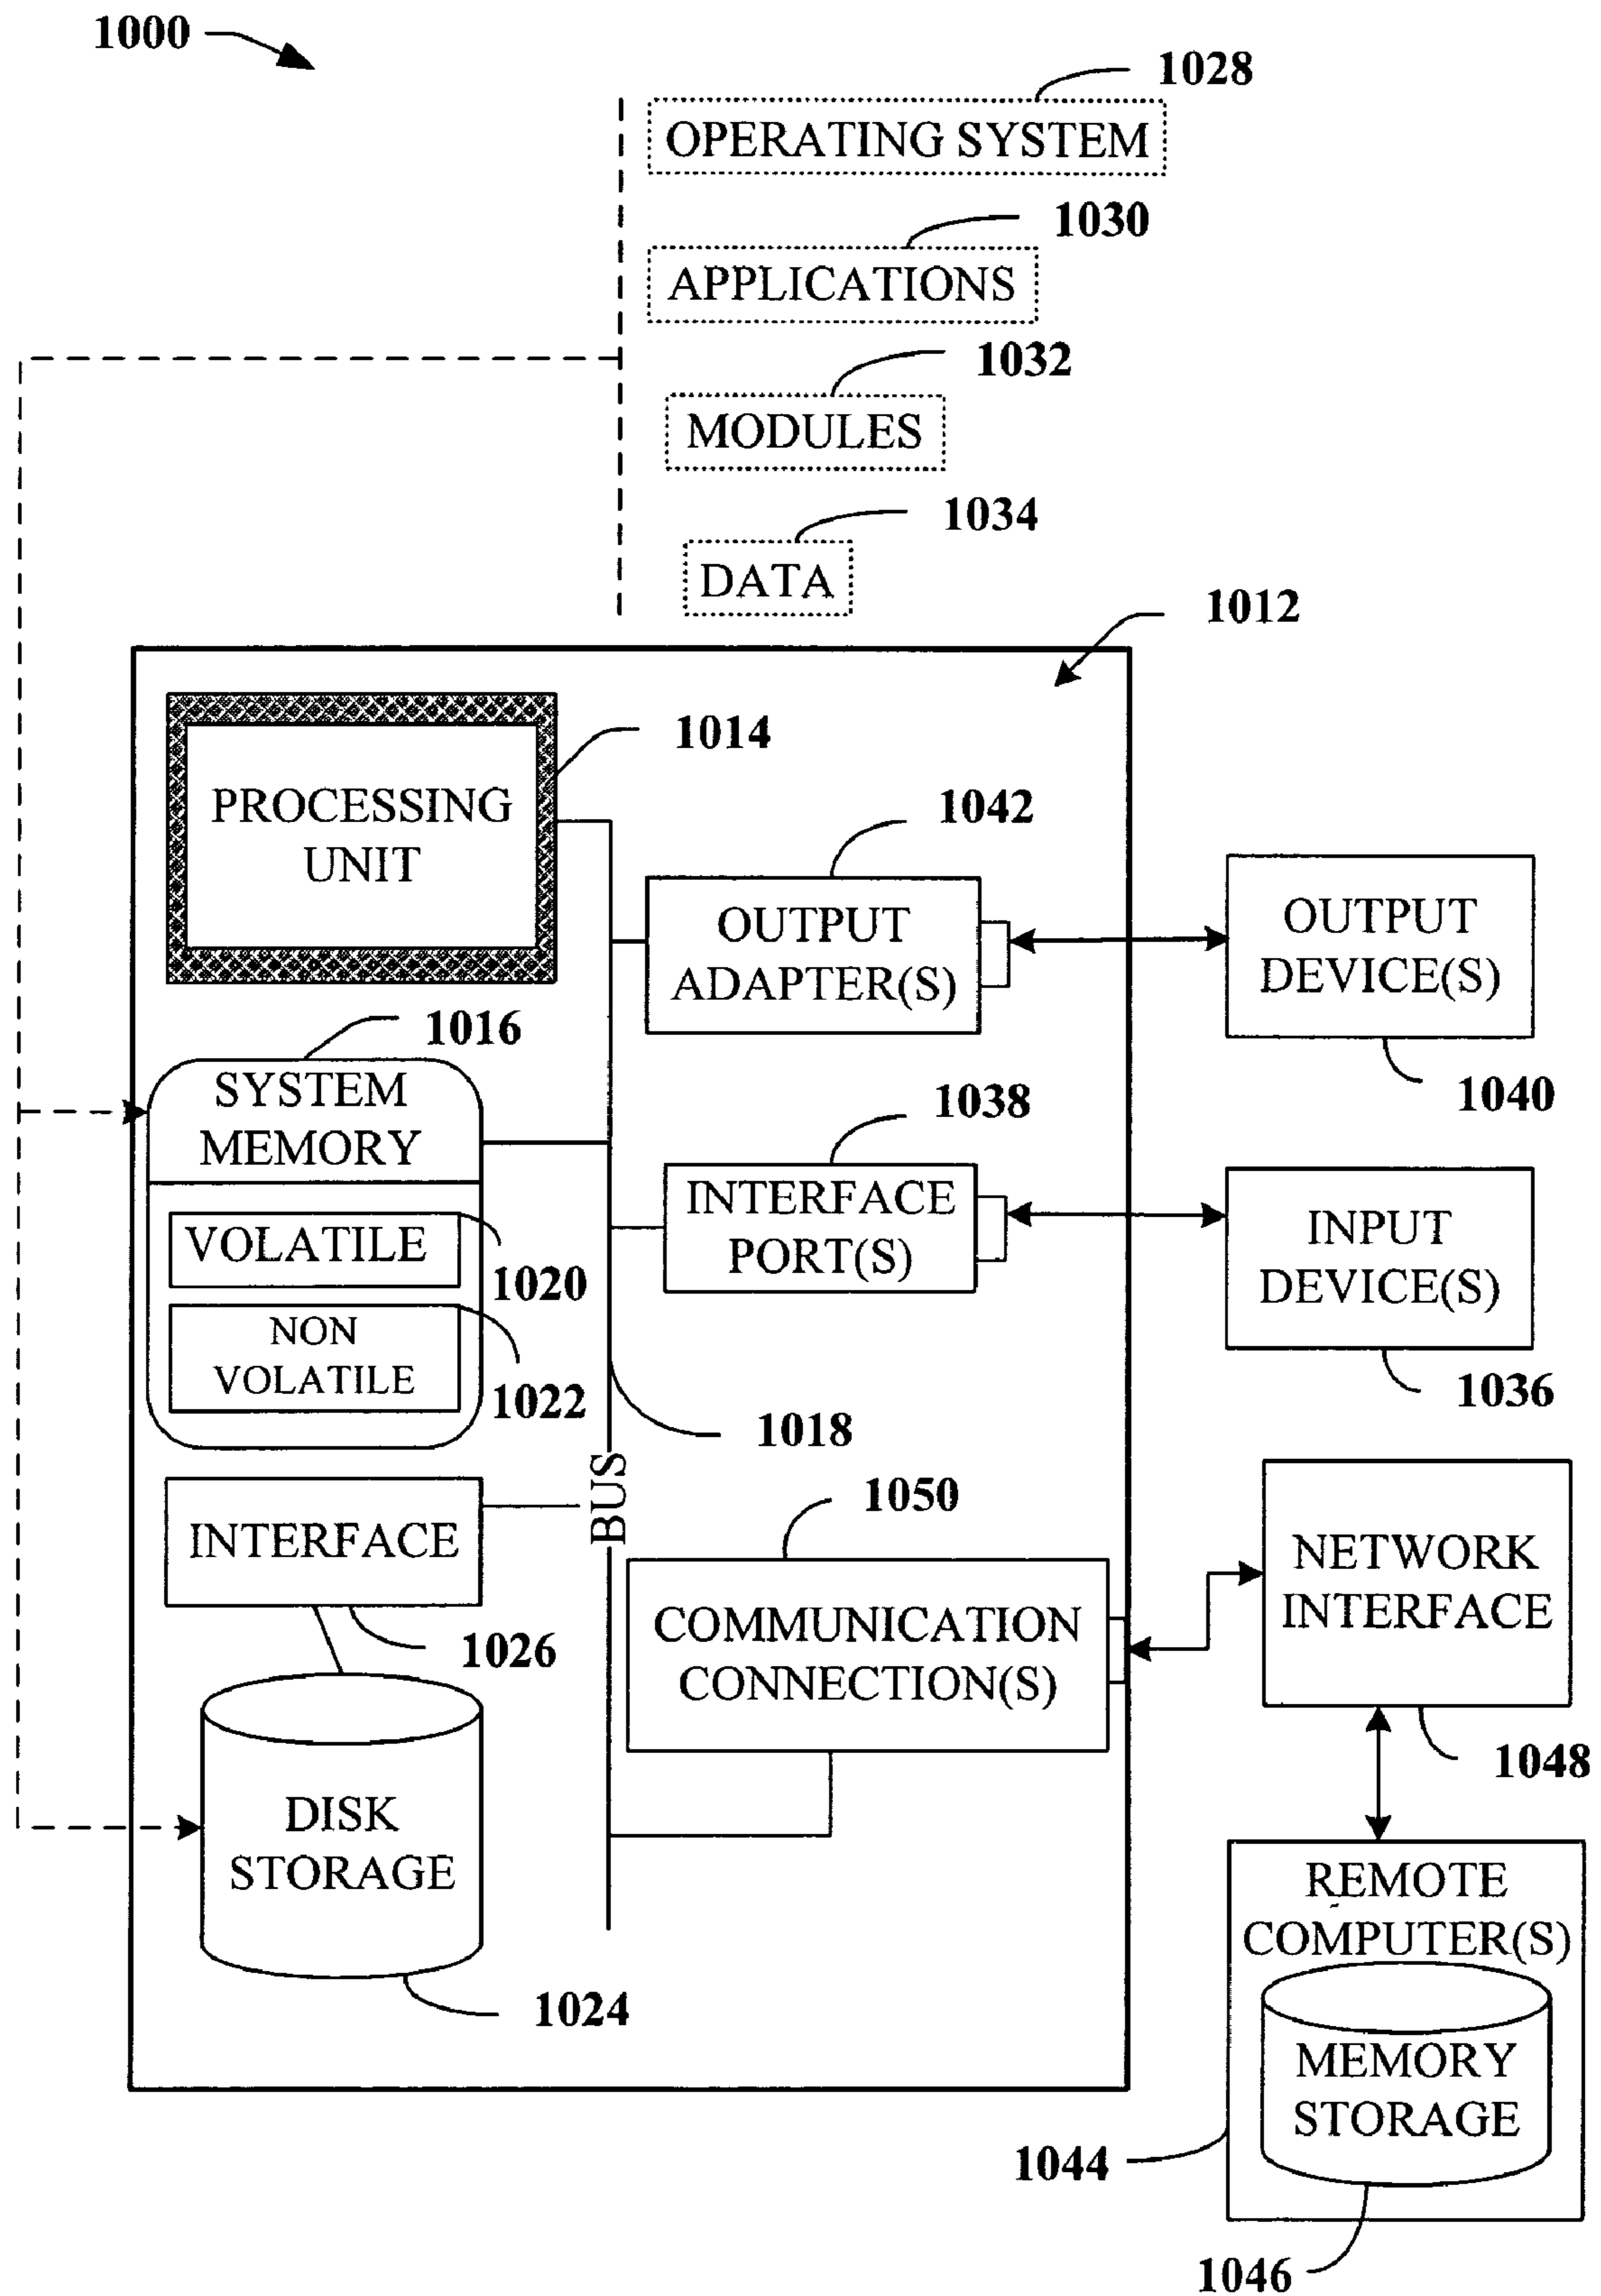 1000
1028
OPERATING SYSTEM
1030
APPLICATIONS
1032
MODULES
1034
DATA
1012
1014
PROCESSING
UNIT
1042
OUTPUT
ADAPTER(S)
OUTPUT
DEVICE(S)
1040
1016
SYSTEM
MEMORY
VOLATILE
1020
NON
VOLATILE
1022
1038
INTERFACE
PORT(S)
INPUT
DEVICE(S)
1036
1018
BUS
INTERFACE
1026
1050
COMMUNICATION
CONNECTION(S)
NETWORK
INTERFACE
1048
DISK
STORAGE
1024
REMOTE
COMPUTER(S)
MEMORY
STORAGE
1044
1046